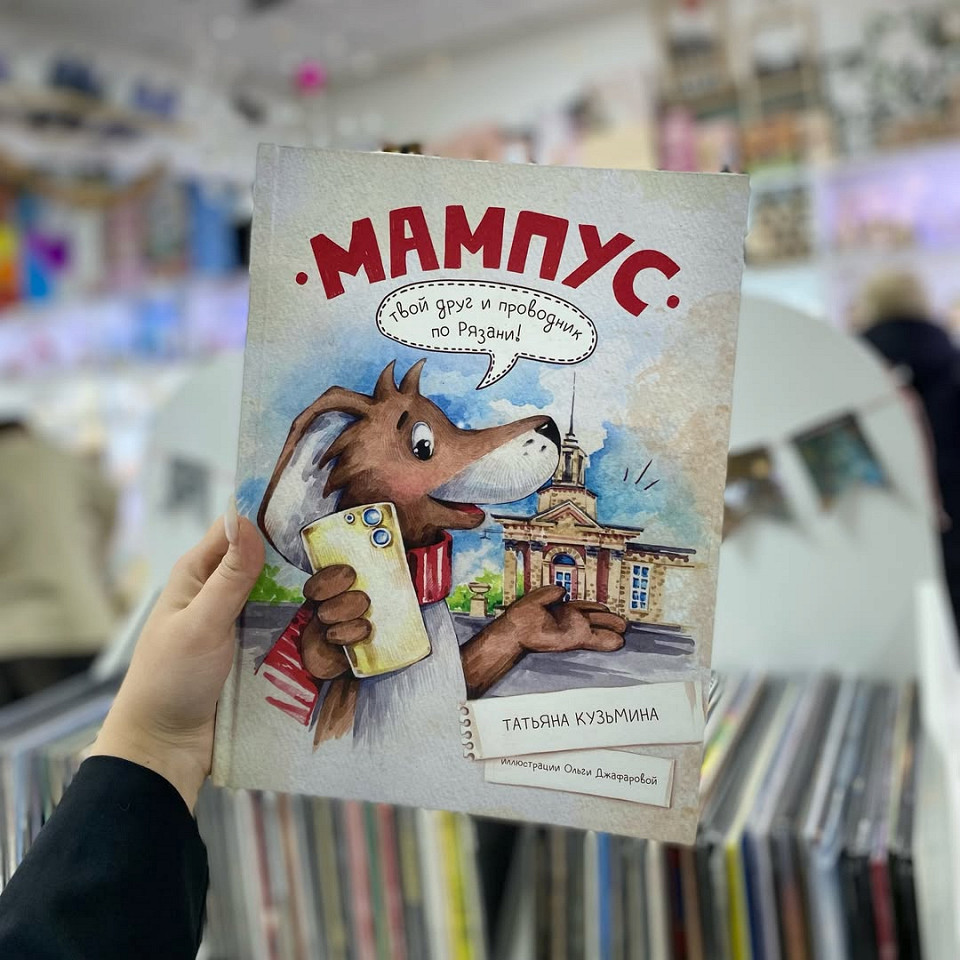 ·МАМПУС·
твой друг и проводник
по Рязани!
ТАТЬЯНА КУЗЬМИНА
иллюстрации Ольги Джафаровой